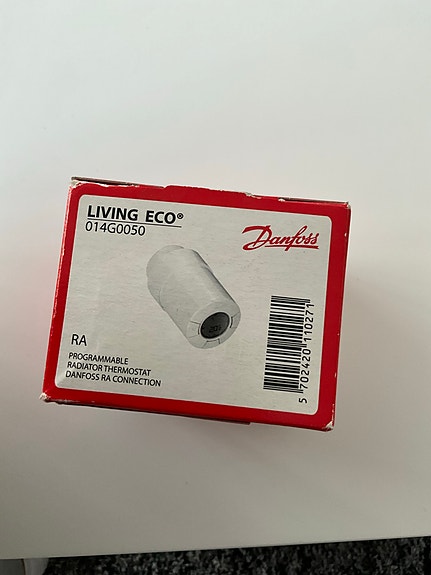 LIVING ECO®
014G0050
Danfoss
RA
PROGRAMMABLE
RADIATOR THERMOSTAT
DANFOSS RA CONNECTION
5 702420 110271